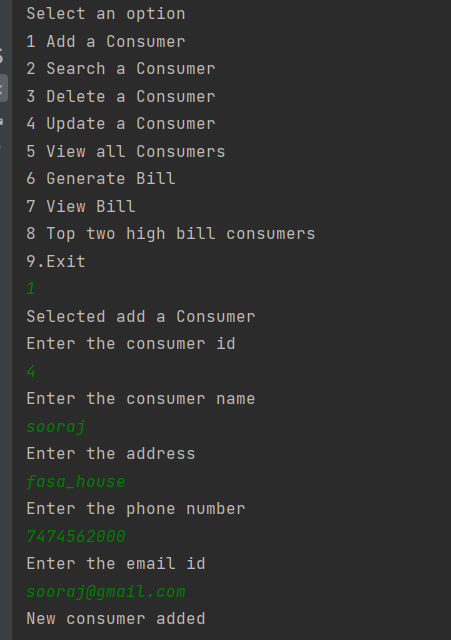 Select an option
1 Add a Consumer
2 Search a Consumer
3 Delete a Consumer
4 Update a Consumer
5 View all Consumers
6 Generate Bill
7 View Bill
8 Top two high bill consumers
9.Exit
1
Selected add a Consumer
Enter the consumer id
4
Enter the consumer name
sooraj
Enter the address
fasa_house
Enter the phone number
7474562000
Enter the email id
sooraj@gmail.com
New consumer added